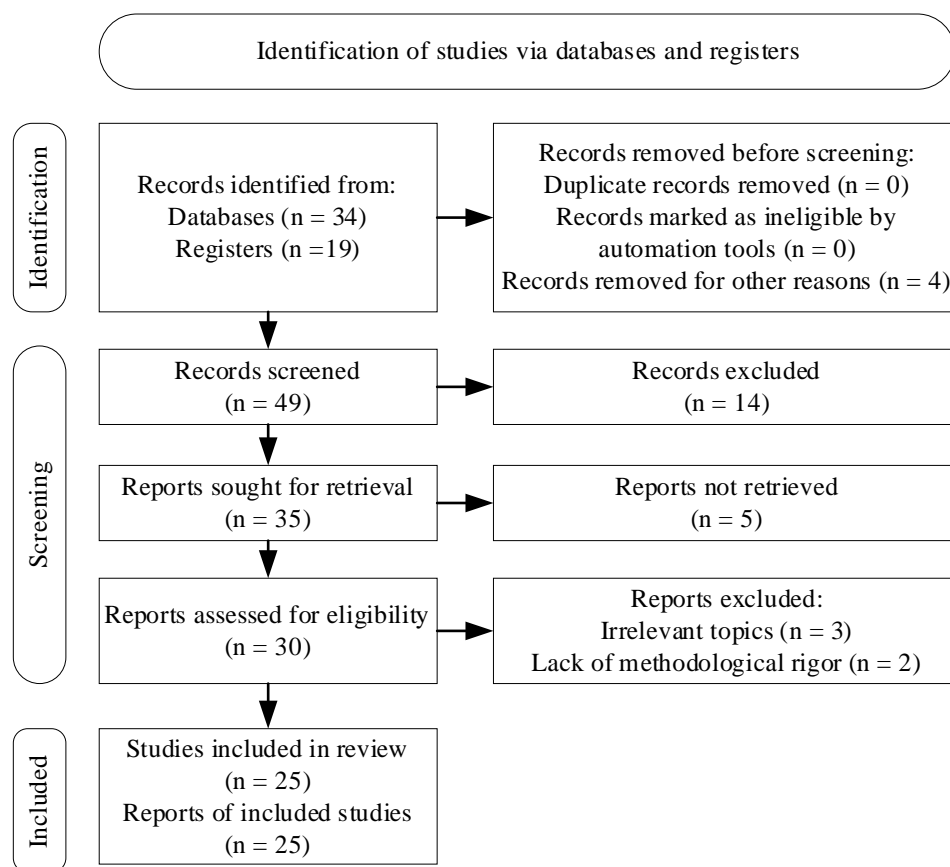 Identification of studies via databases and registers
Identification
Records identified from:
Databases (n = 34)
Registers (n =19)
Records removed before screening:
Duplicate records removed (n = 0)
Records marked as ineligible by
automation tools (n = 0)
Records removed for other reasons (n = 4)
Screening
Records screened
(n = 49)
Records excluded
(n = 14)
Reports sought for retrieval
(n = 35)
Reports not retrieved
(n = 5)
Reports assessed for eligibility
(n = 30)
Reports excluded:
Irrelevant topics (n = 3)
Lack of methodological rigor (n = 2)
Included
Studies included in review
(n = 25)
Reports of included studies
(n = 25)